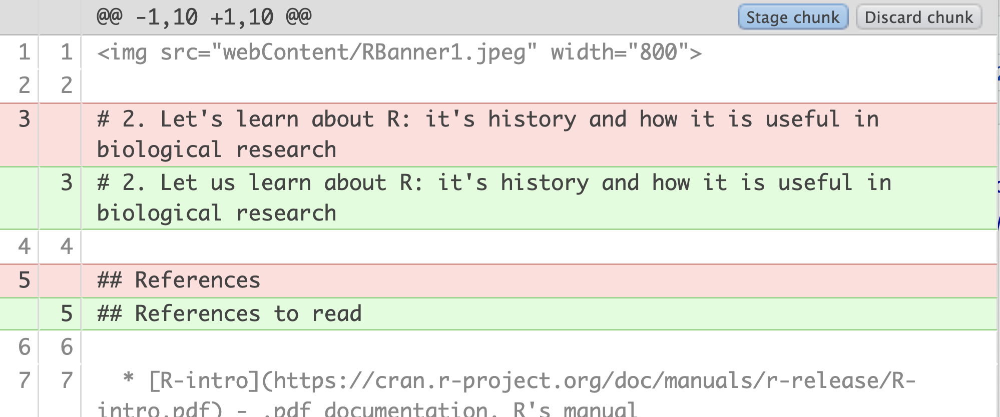 @@ -1,10 +1,10 @@ Stage chunk Discard chunk
1 1 <img src="webContent/RBanner1.jpeg" width="800">
2 2
3 # 2. Let's learn about R: it's history and how it is useful in
biological research
3 # 2. Let us learn about R: it's history and how it is useful in
biological research
4 4
5 ## References
5 ## References to read
6 6
7 7 * [R-intro](https://cran.r-project.org/doc/manuals/r-release/R-
intro.pdf) - .pdf documentation, R's manual